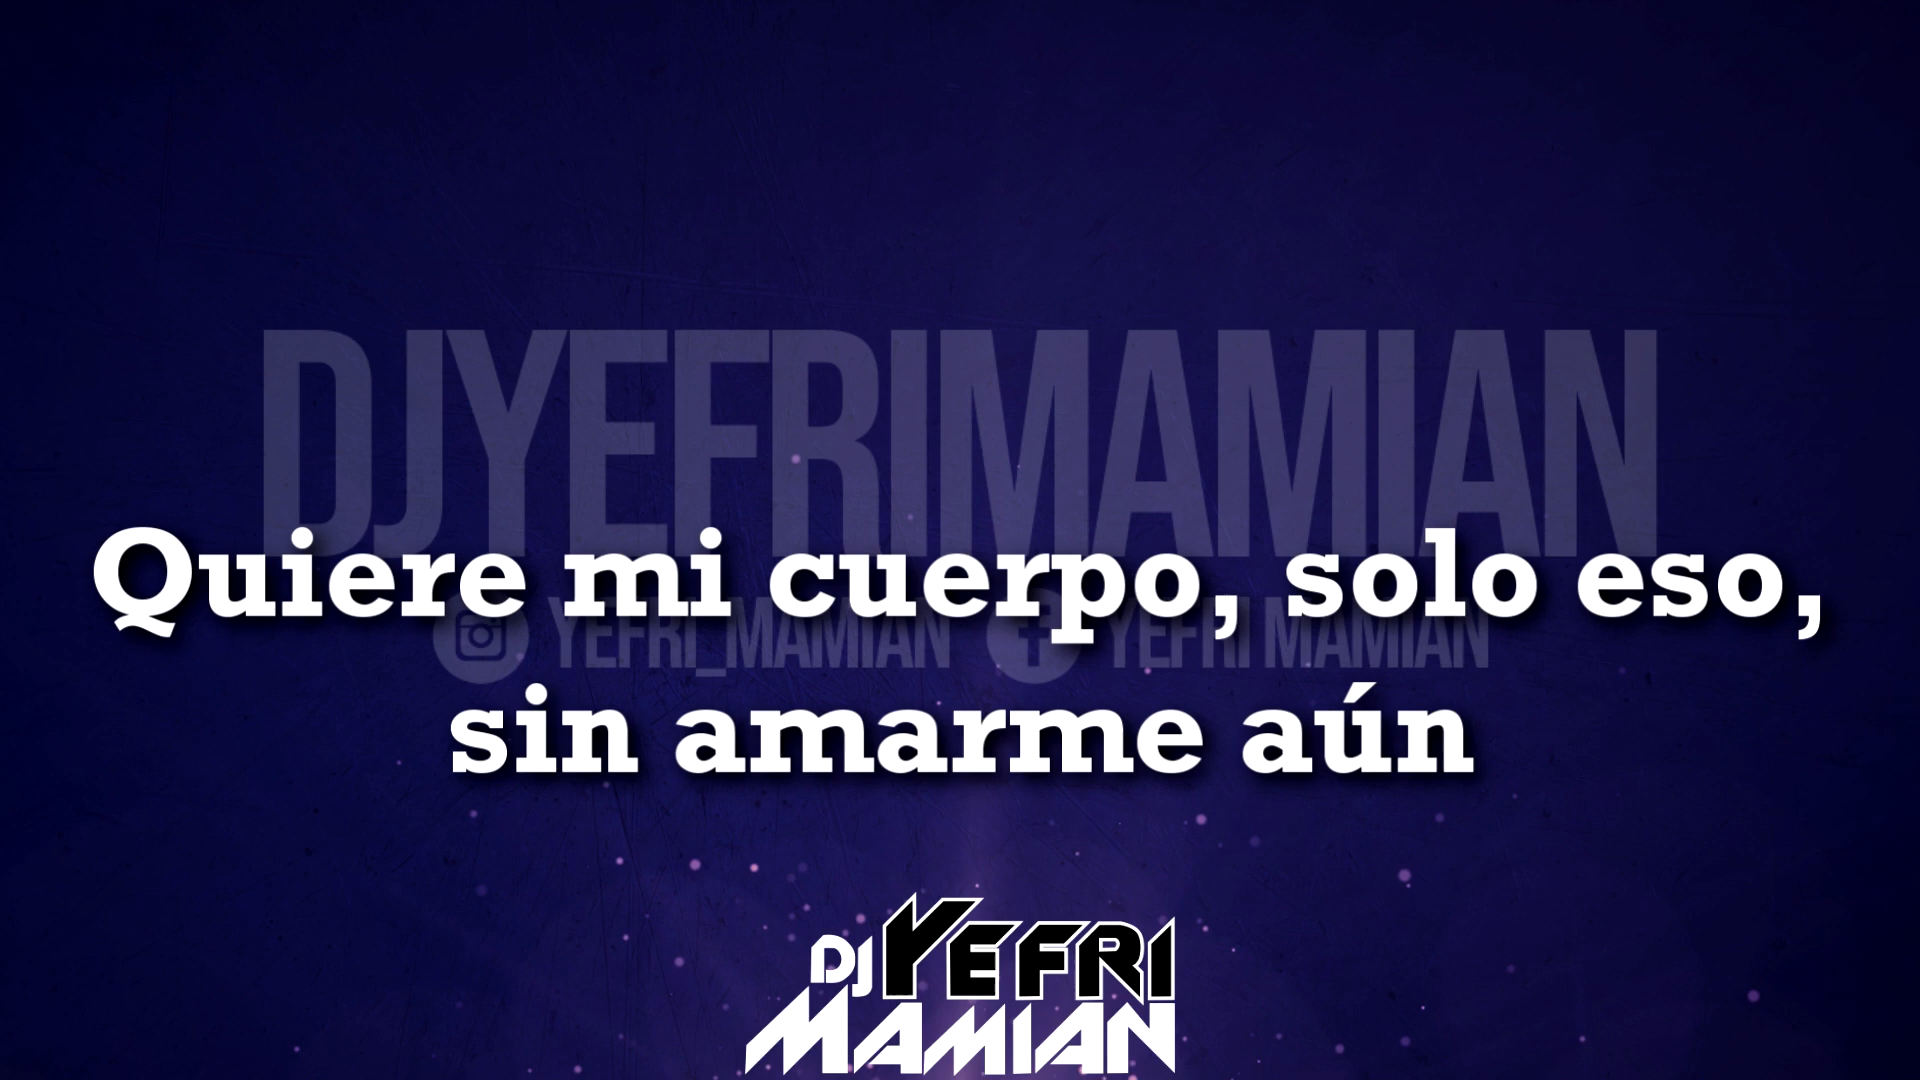 DJYEFRIMAMIAN
Quiere mi cuerpo, solo eso,
YEFRI_MAMIAN YEFRI MAMIAN
sin amarme aún
DJ YEFRI
MAMIAN